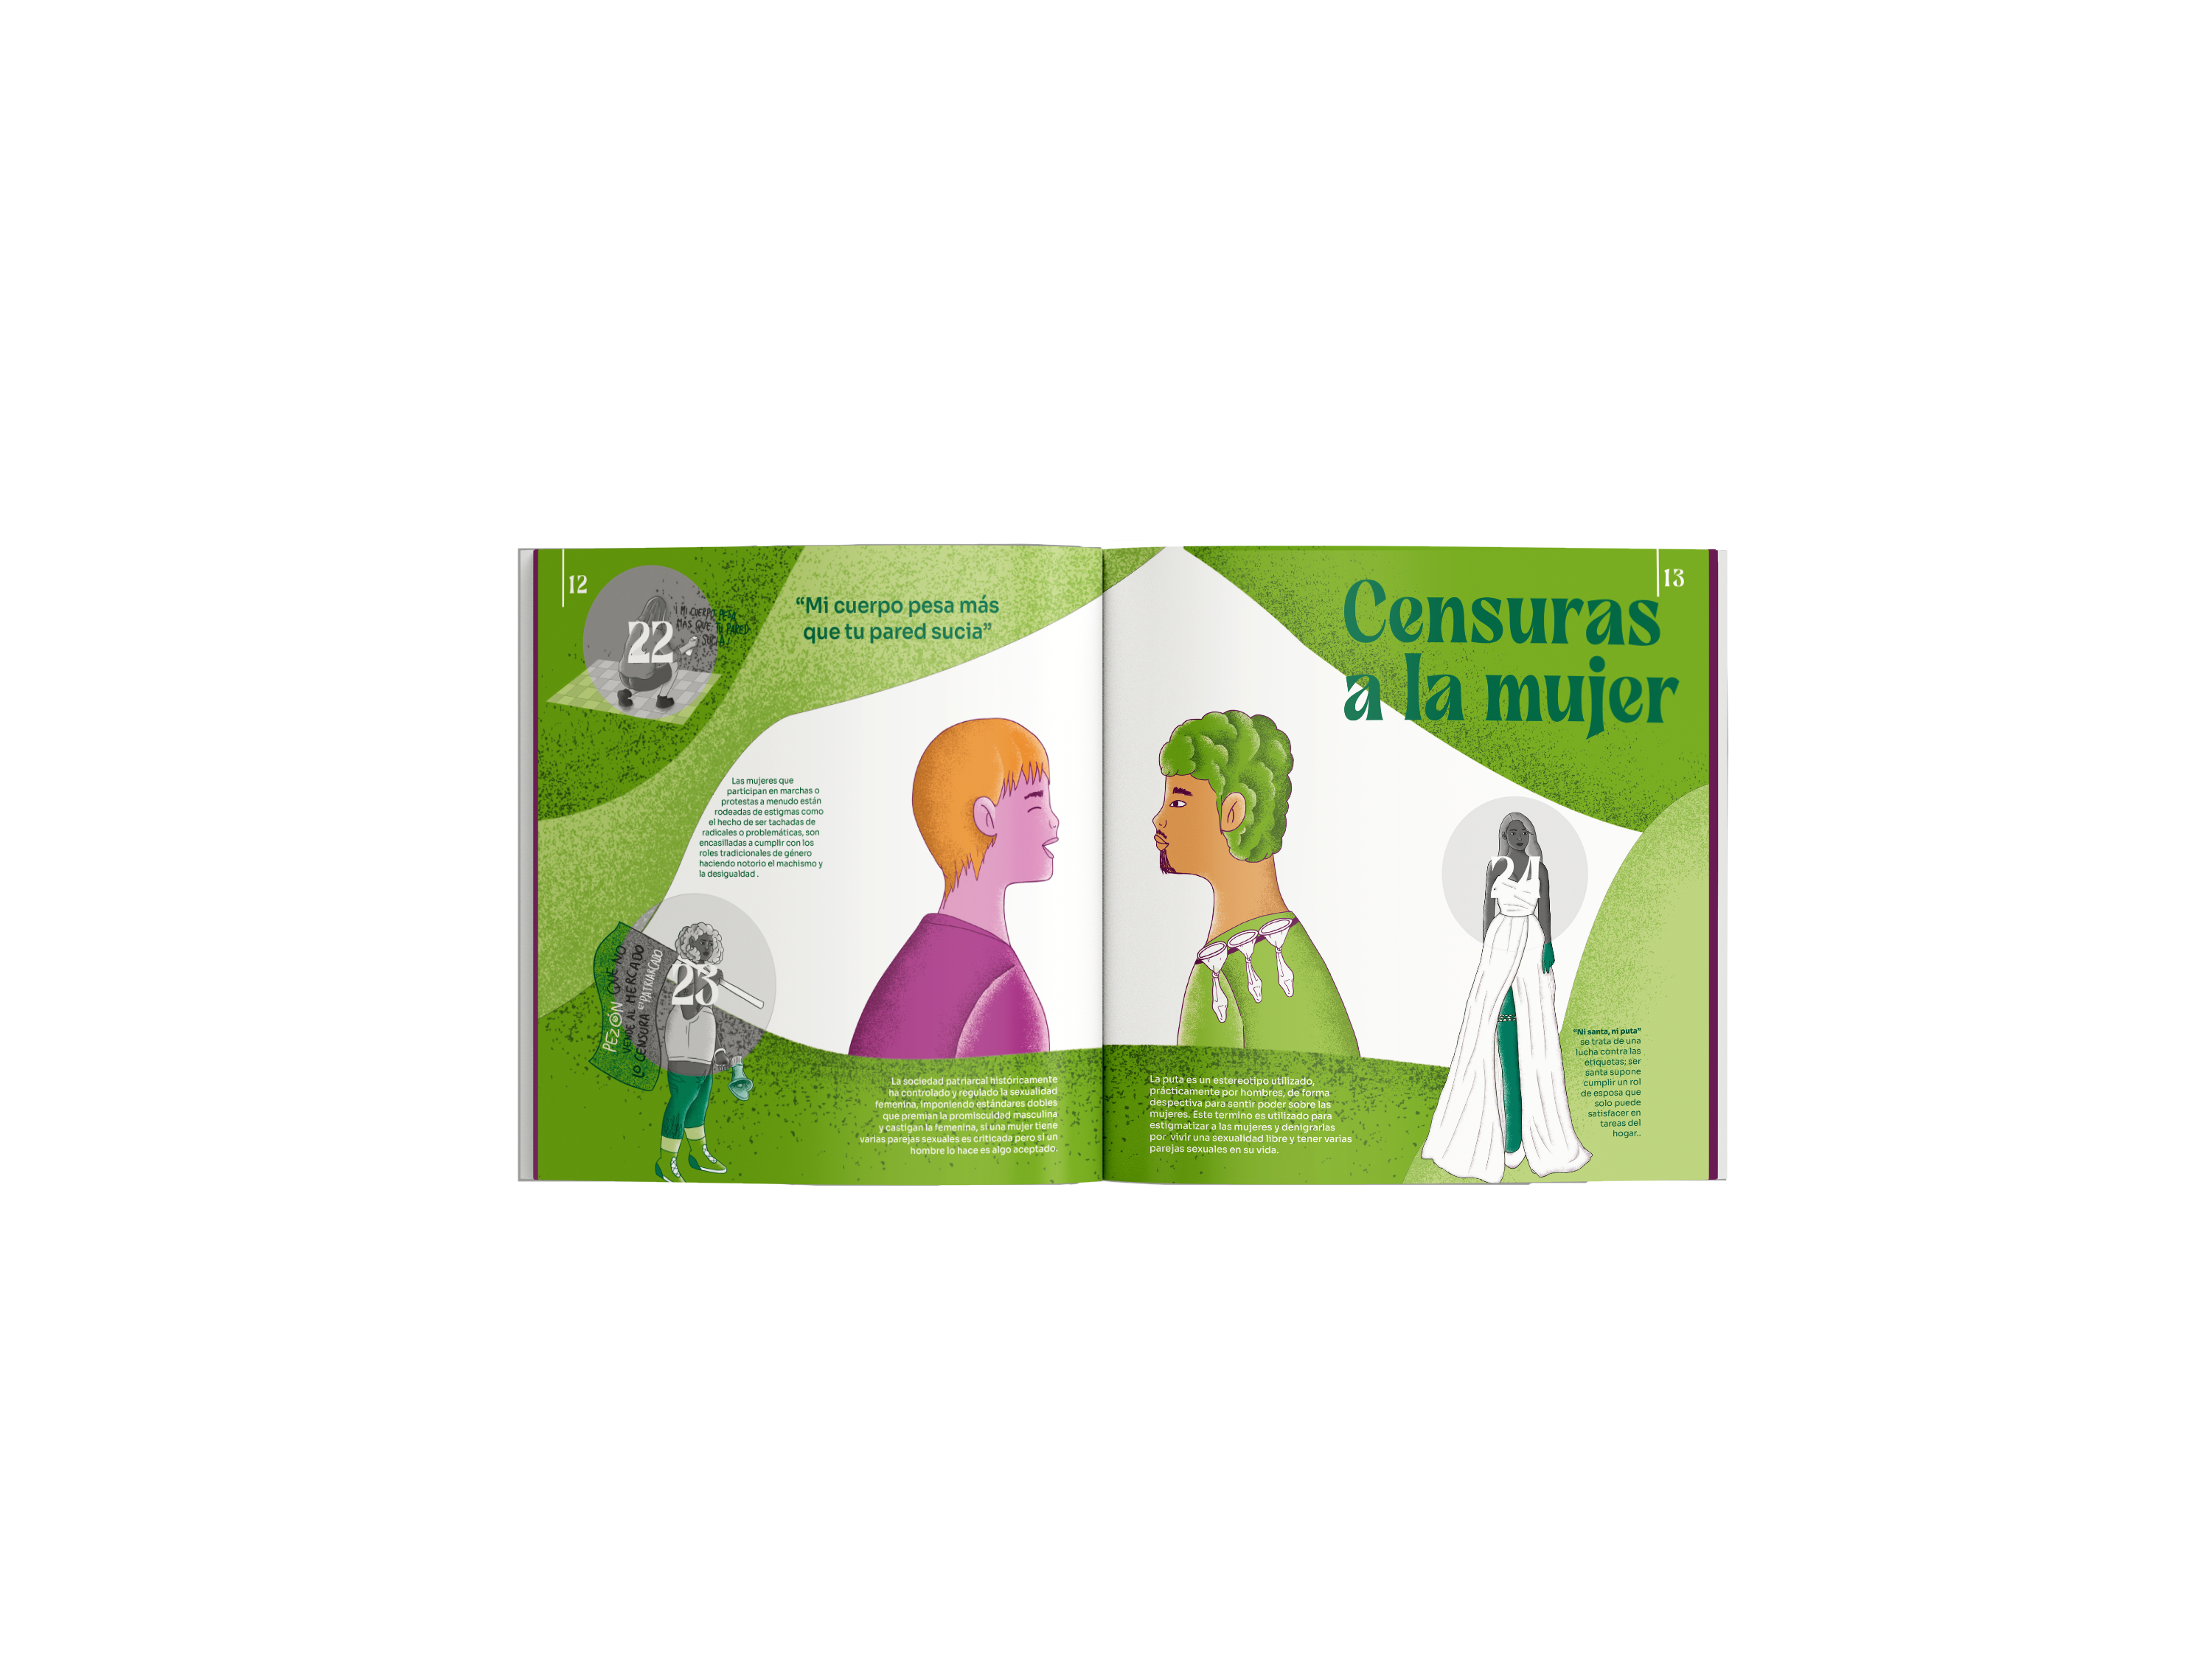 12
22
¡ MI CUERPO PESA
MÁS QUE TU PARED
SUCIA!
“Mi cuerpo pesa más
que tu pared sucia”
Las mujeres que
participan en marchas o
protestas a menudo están
rodeadas de estigmas como
el hecho de ser tachadas de
radicales o problemáticas, son
encasilladas a cumplir con los
roles tradicionales de género
haciendo notorio el machismo y
la desigualdad .
23
PEZÓN QUE NO
VENDE AL MERCADO
LO CENSURA EL PATRIARCADO
La sociedad patriarcal históricamente
ha controlado y regulado la sexualidad
femenina, imponiendo estándares dobles
que premian la promiscuidad masculina
y castigan la femenina, si una mujer tiene
varias parejas sexuales es criticada pero si un
hombre lo hace es algo aceptado.
13
Censuras
a la mujer
24
La puta es un estereotipo utilizado,
prácticamente por hombres, de forma
despectiva para sentir poder sobre las
mujeres. Este termino es utilizado para
estigmatizar a las mujeres y denigrarlas
por vivir una sexualidad libre y tener varias
parejas sexuales en su vida.
“Ni santa, ni puta”
se trata de una
lucha contra las
etiquetas; ser
santa supone
cumplir un rol
de esposa que
solo puede
satisfacer en
tareas del
hogar..